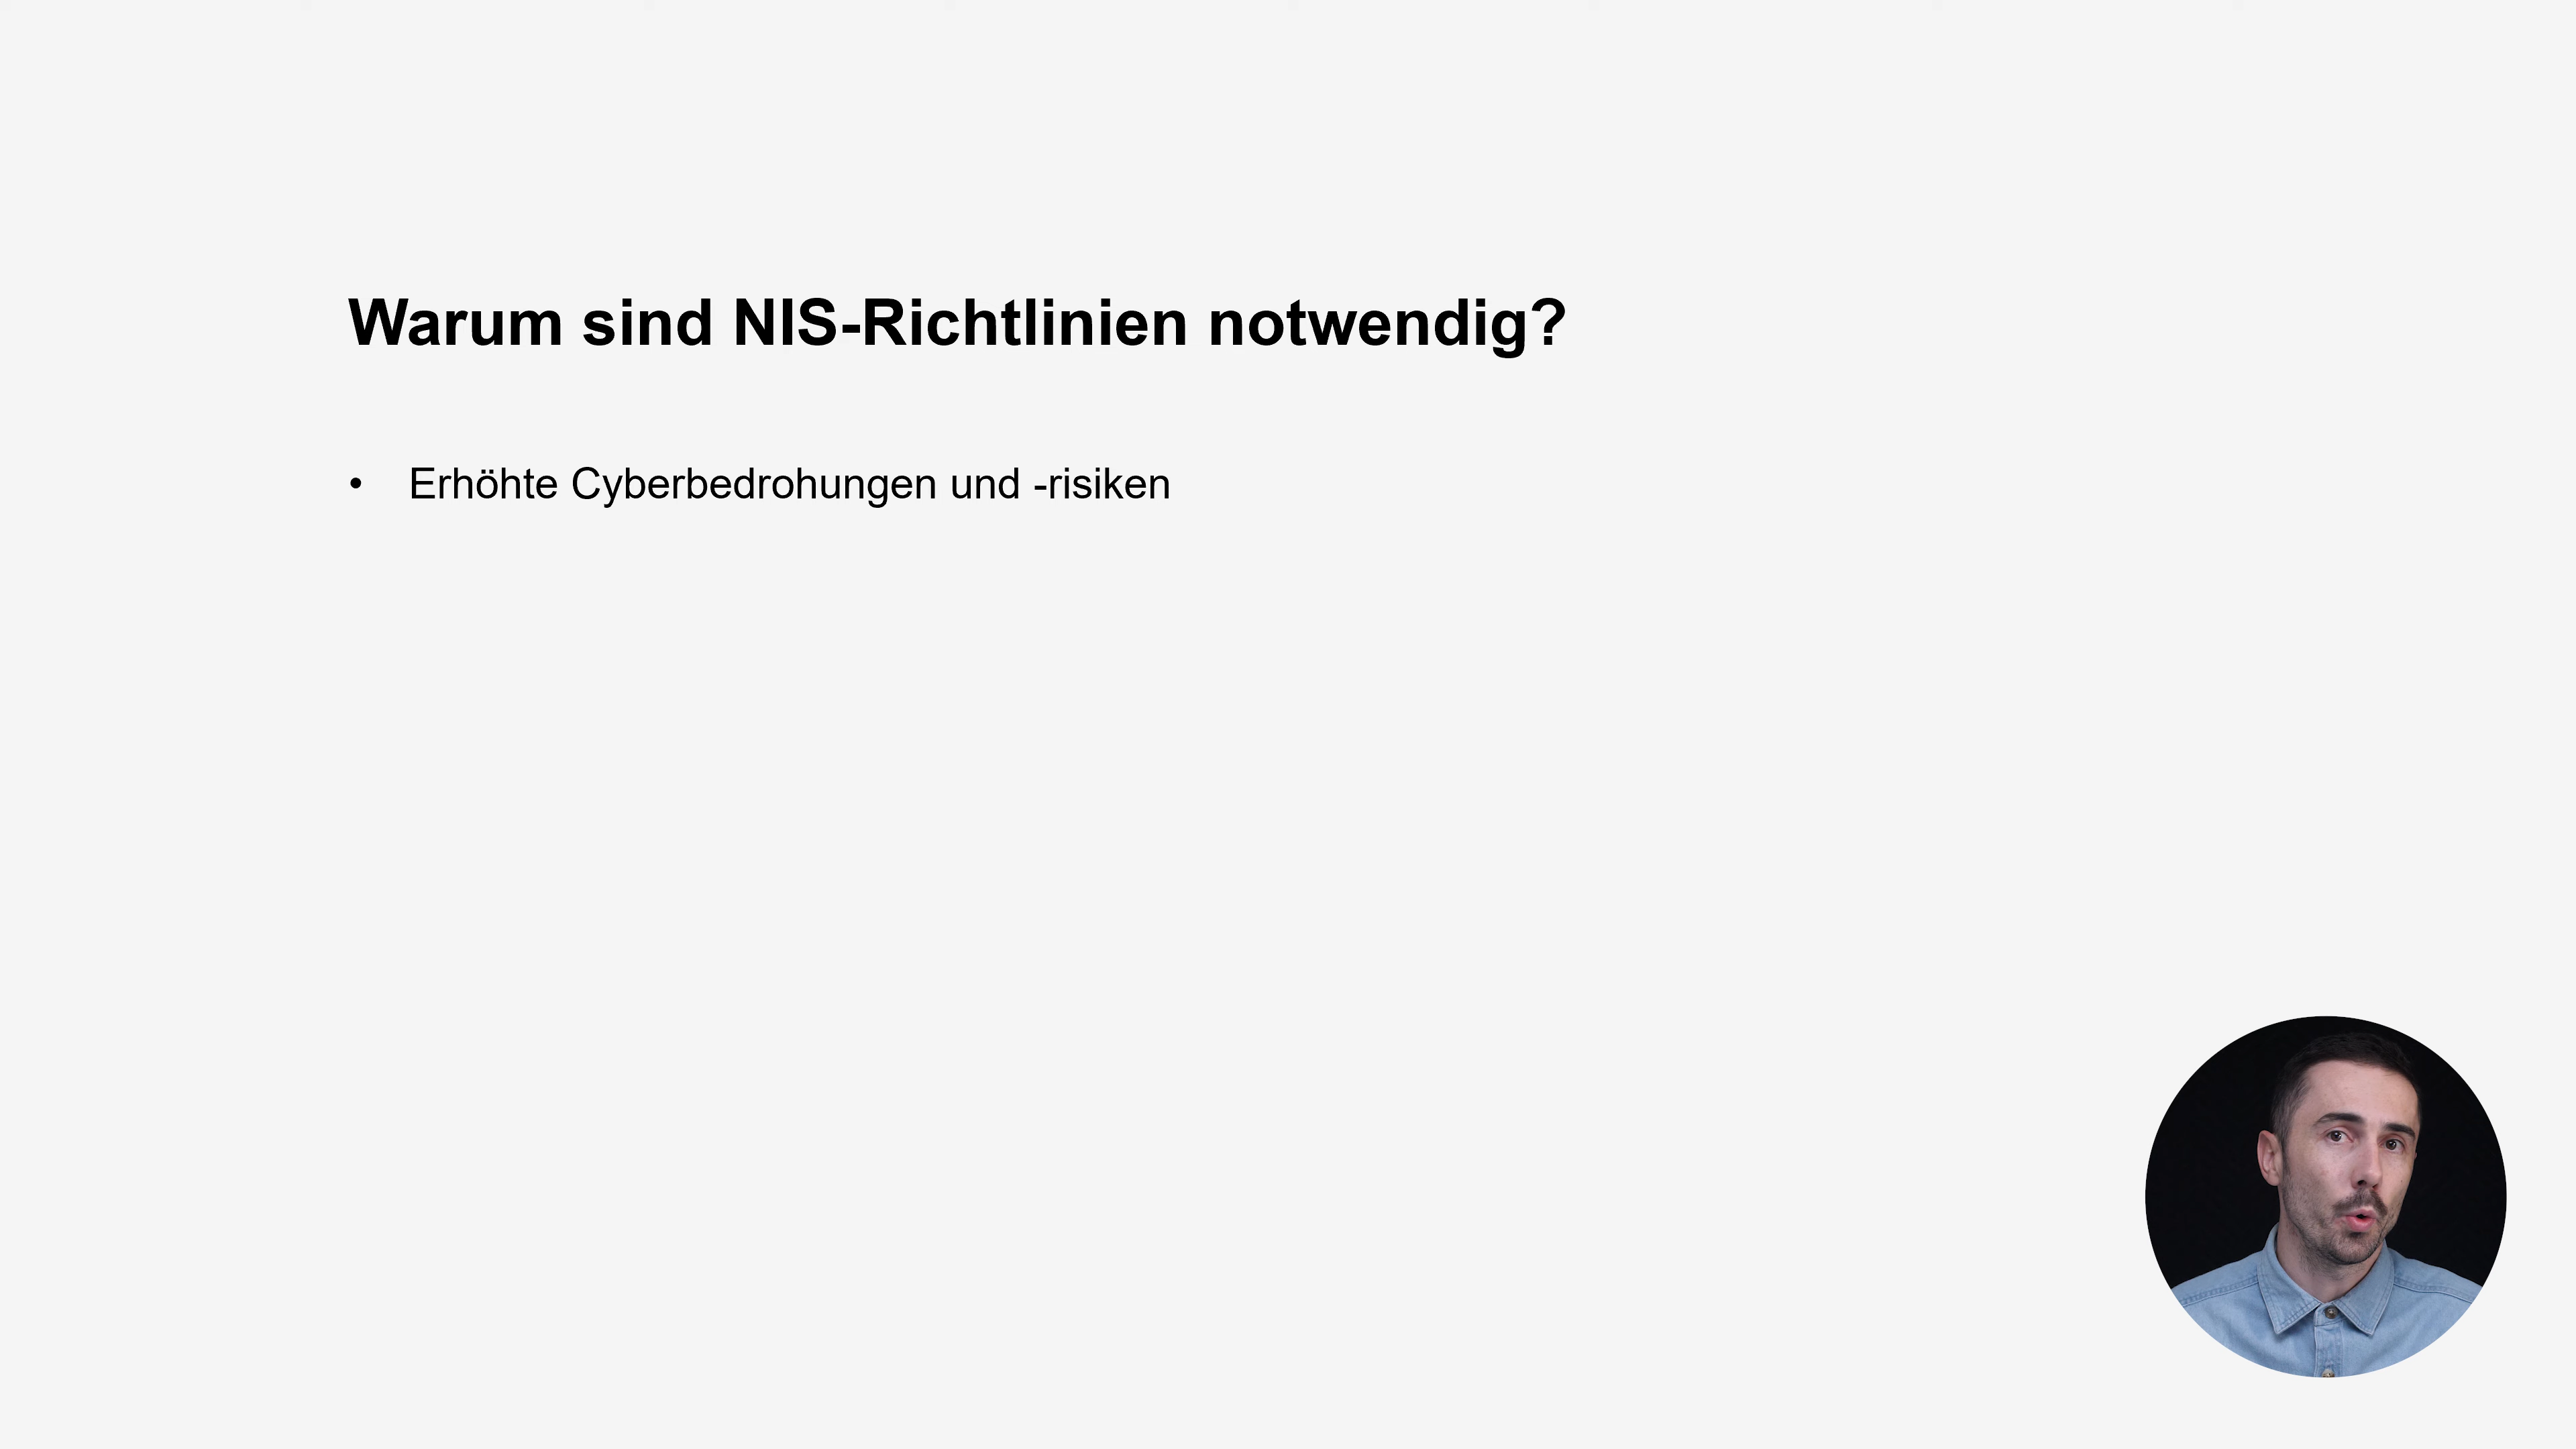 Warum sind NIS-Richtlinien notwendig?
• Erhöhte Cyberbedrohungen und -risiken